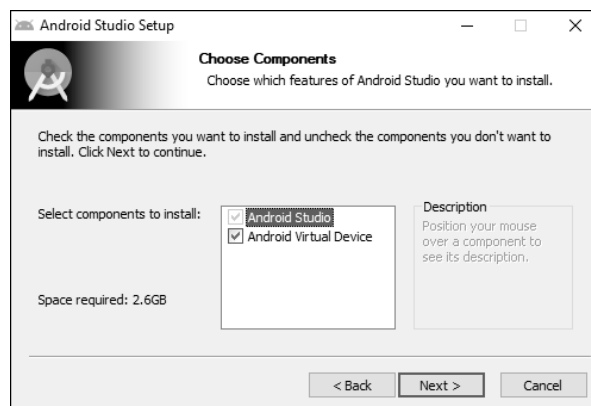 Android Studio Setup
Choose Components
Choose which features of Android Studio you want to install.
Check the components you want to install and uncheck the components you don't want to
install. Click Next to continue.
Select components to install:
Android Studio
Android Virtual Device
Description
Position your mouse
over a component to
see its description.
Space required: 2.6GB
< Back
Next >
Cancel